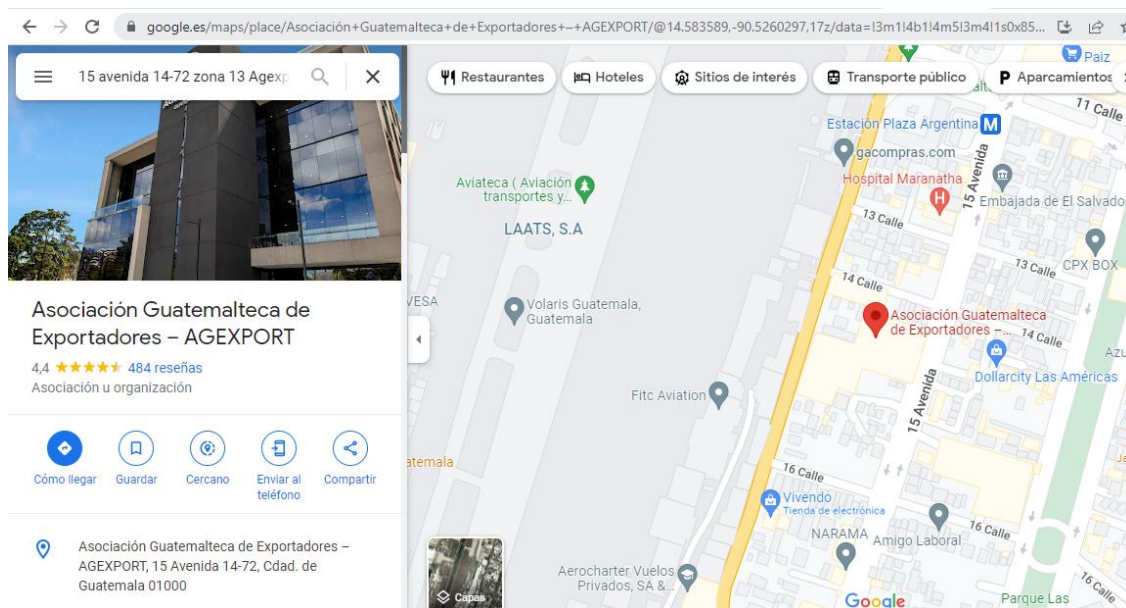 google.es/maps/place/Asociación+Guatemalteca+de+Exportadores+–+AGEXPORT/@14.583589,-90.5260297,17z/data=!3m1!4b1!4m5!3m4!1s0x85...
15 avenida 14-72 zona 13 Agexp
Asociación Guatemalteca de
Exportadores – AGEXPORT
4,4
484 reseñas
Asociación u organización
Cómo llegar
Guardar
Cercano
Enviar al
teléfono
Compartir
Asociación Guatemalteca de Exportadores –
AGEXPORT, 15 Avenida 14-72, Cdad. de
Guatemala 01000
Restaurantes
Hoteles
Sitios de interés
Transporte público
P Aparcamientos
Paiz
11 Calle
Estación Plaza Argentina M
gacompras.com
Hospital Maranatha
H
15 Avenida
Embajada de El Salvador
Aviateca ( Aviación
transportes y...
LAATS, S.A
13 Calle
13 Calle
CPX BOX
14 Calle
VESA
Volaris Guatemala,
Guatemala
Asociación Guatemalteca
de Exportadores –...
14 Calle
Azu
Dollarcity Las Américas
Fitc Aviation
15 Avenida
atemala
16 Calle
Vivendo
Tienda de electrónica
NARAMA
Amigo Laboral
16 Calle
Aerocharter Vuelos
Privados, SA &...
16 Calle
Capas
Google
Parque Las